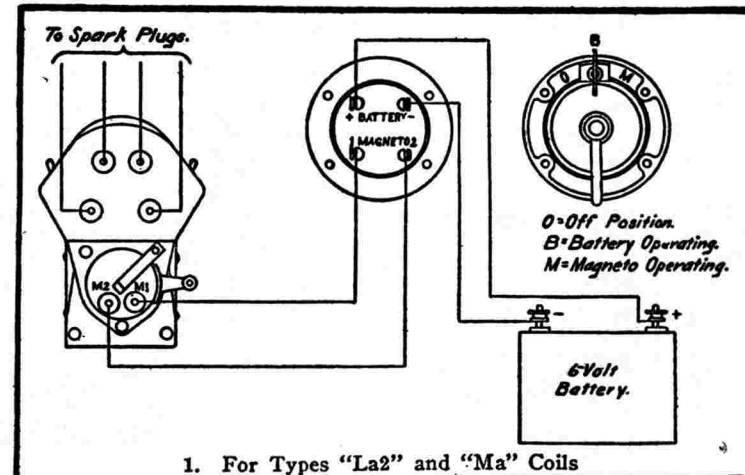 To Spark Plugs.
B
O M
+ BATTERY -
1 MAGNETO 2
O=Off Position.
B=Battery Operating.
M=Magneto Operating.
M2 M1
- +
6-Volt
Battery.
1. For Types “La2” and “Ma” Coils